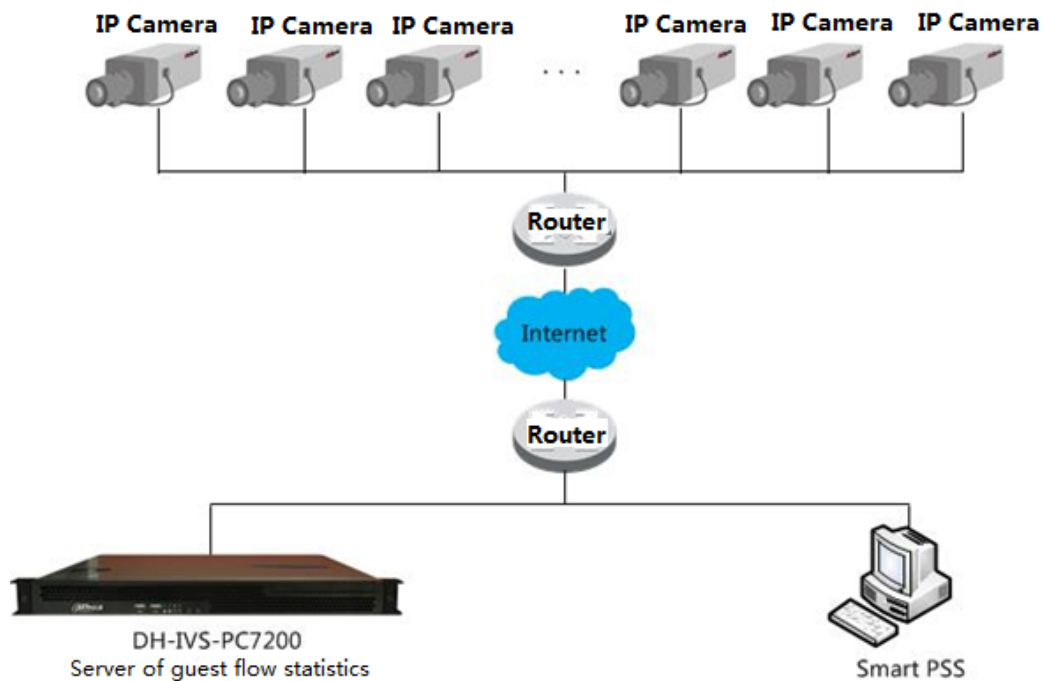 IP Camera IP Camera IP Camera IP Camera IP Camera IP Camera
...
Router
Internet
Router
alhua
DH-IVS-PC7200
Server of guest flow statistics
Smart PSS